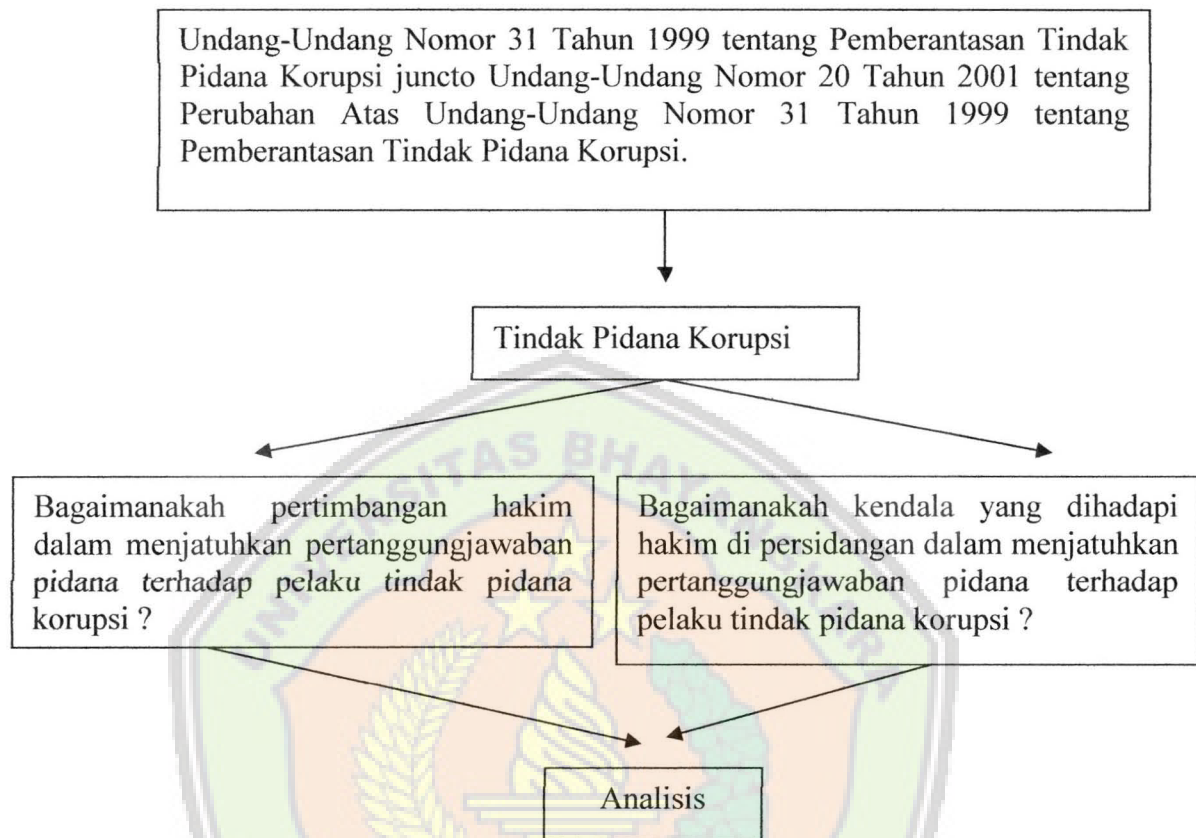 Undang-Undang Nomor 31 Tahun 1999 tentang Pemberantasan Tindak
Pidana Korupsi juncto Undang-Undang Nomor 20 Tahun 2001 tentang
Perubahan Atas Undang-Undang Nomor 31 Tahun 1999 tentang
Pemberantasan Tindak Pidana Korupsi.
Tindak Pidana Korupsi
UNIVERSITAS BHAYANGKARA
Bagaimanakah pertimbangan hakim
dalam menjatuhkan pertanggungjawaban
pidana terhadap pelaku tindak pidana
korupsi ?
Bagaimanakah kendala yang dihadapi
hakim di persidangan dalam menjatuhkan
pertanggungjawaban pidana terhadap
pelaku tindak pidana korupsi ?
Analisis